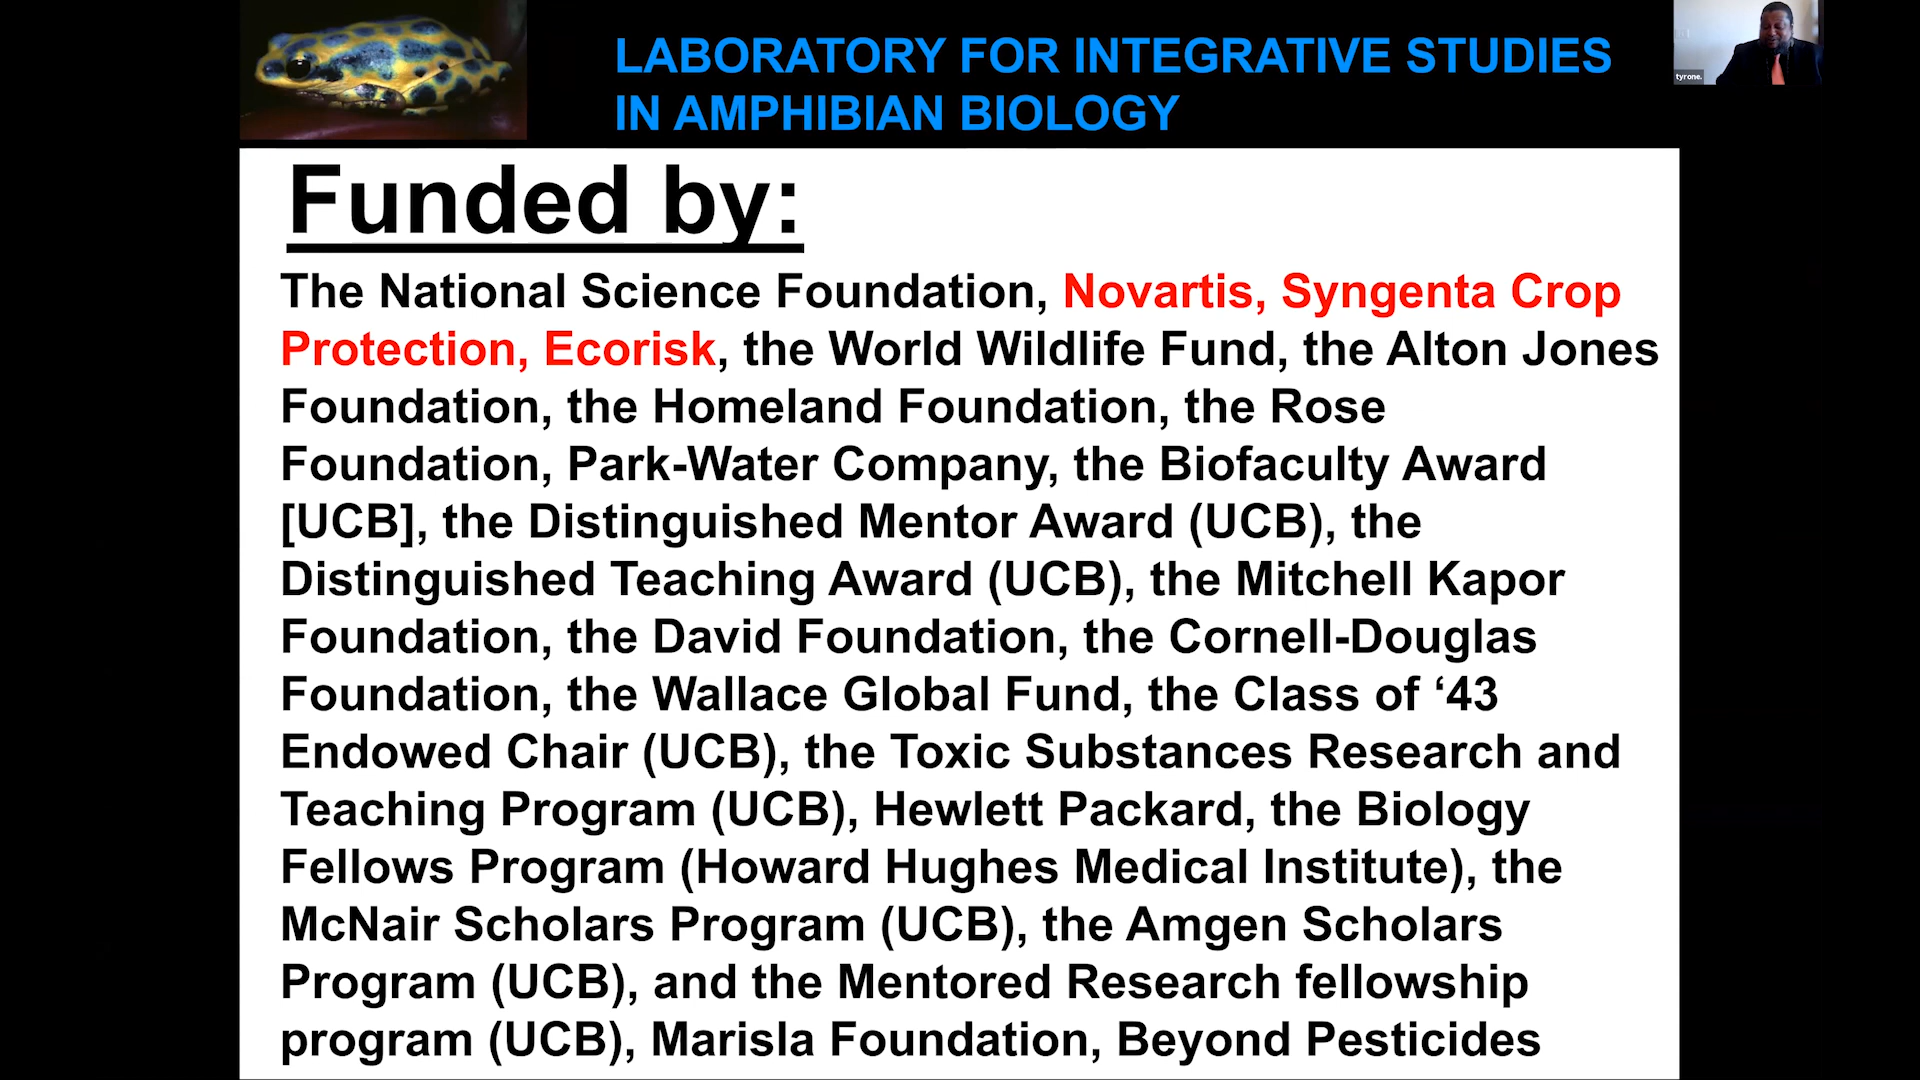 LABORATORY FOR INTEGRATIVE STUDIES
IN AMPHIBIAN BIOLOGY
tyrone.
Funded by:
The National Science Foundation, Novartis, Syngenta Crop
Protection, Ecorisk, the World Wildlife Fund, the Alton Jones
Foundation, the Homeland Foundation, the Rose
Foundation, Park-Water Company, the Biofaculty Award
[UCB], the Distinguished Mentor Award (UCB), the
Distinguished Teaching Award (UCB), the Mitchell Kapor
Foundation, the David Foundation, the Cornell-Douglas
Foundation, the Wallace Global Fund, the Class of ‘43
Endowed Chair (UCB), the Toxic Substances Research and
Teaching Program (UCB), Hewlett Packard, the Biology
Fellows Program (Howard Hughes Medical Institute), the
McNair Scholars Program (UCB), the Amgen Scholars
Program (UCB), and the Mentored Research fellowship
program (UCB), Marisla Foundation, Beyond Pesticides